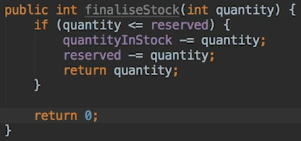 public int finaliseStock(int quantity) {
    if (quantity <= reserved) {
        quantityInStock -= quantity;
        reserved -= quantity;
        return quantity;
    }

    return 0;
}